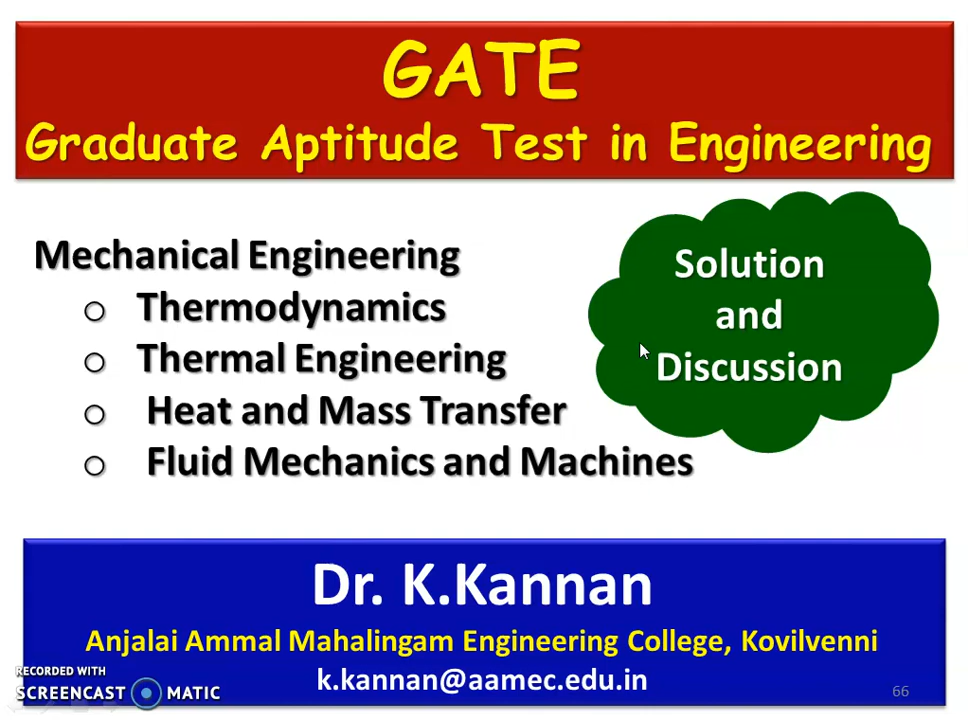 GATE
Graduate Aptitude Test in Engineering
Mechanical Engineering
o Thermodynamics
o Thermal Engineering
o Heat and Mass Transfer
o Fluid Mechanics and Machines
Solution
and
Discussion
Dr. K.Kannan
Anjalai Ammal Mahalingam Engineering College, Kovilvenni
k.kannan@aamec.edu.in
RECORDED WITH
SCREENCAST MATIC
66